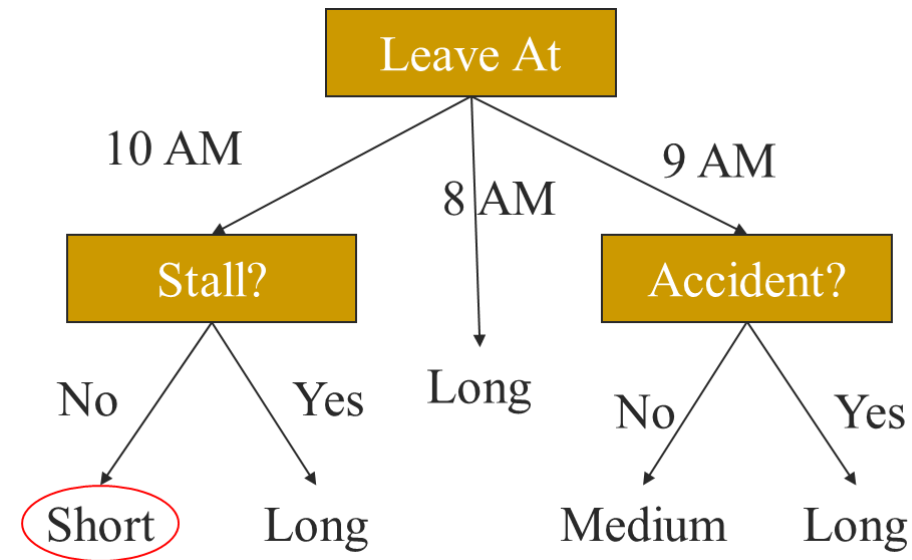 Leave At
10 AM
8 AM
9 AM
Stall?
Accident?
No
Yes
Long
No
Yes
Short
Long
Medium
Long